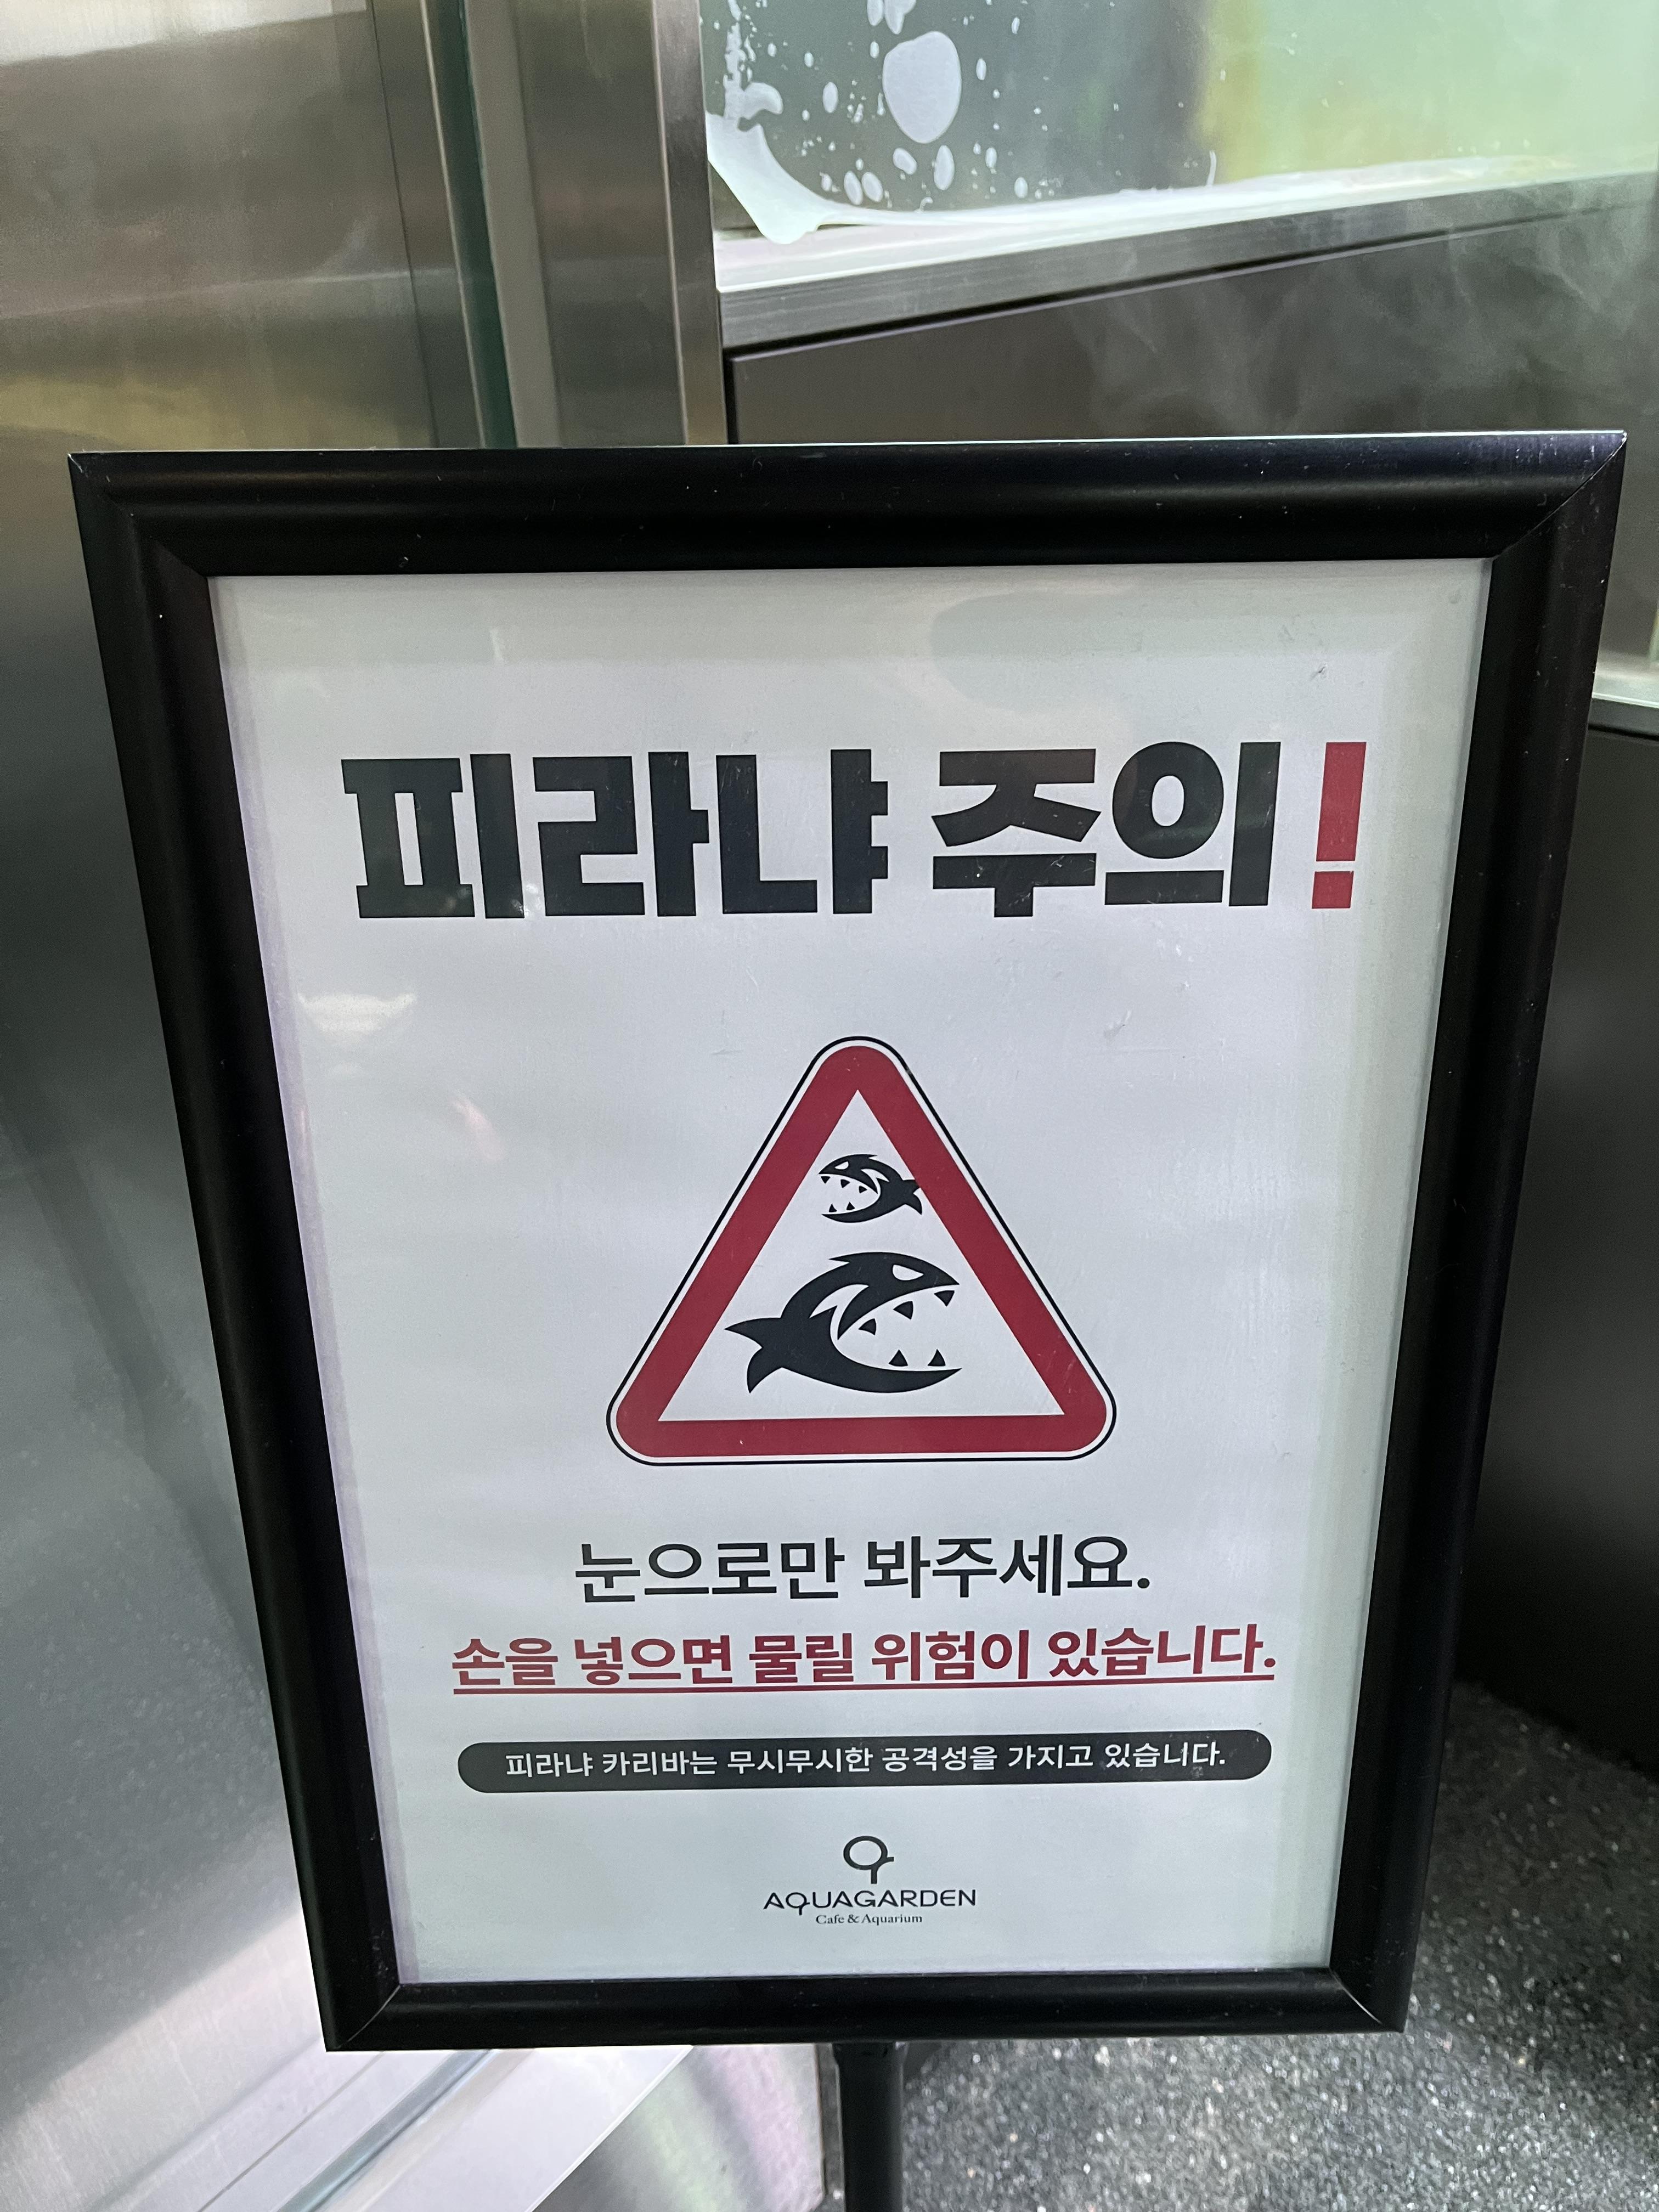 피라냐 주의!
눈으로만 봐주세요.
손을 넣으면 물릴 위험이 있습니다.
피라냐 카리바는 무시무시한 공격성을 가지고 있습니다.
AQUAGARDEN
Cafe & Aquarium